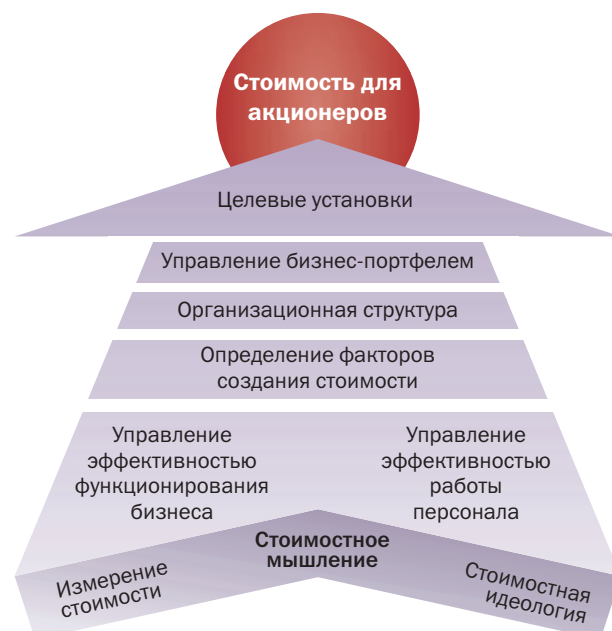 Стоимость для
акционеров
Целевые установки
Управление бизнес-портфелем
Организационная структура
Определение факторов
создания стоимости
Управление
эффективностью
функционирования
бизнеса
Управление
эффективностью
работы
персонала
Стоимостное
мышление
Измерение
стоимости
Стоимостная
идеология